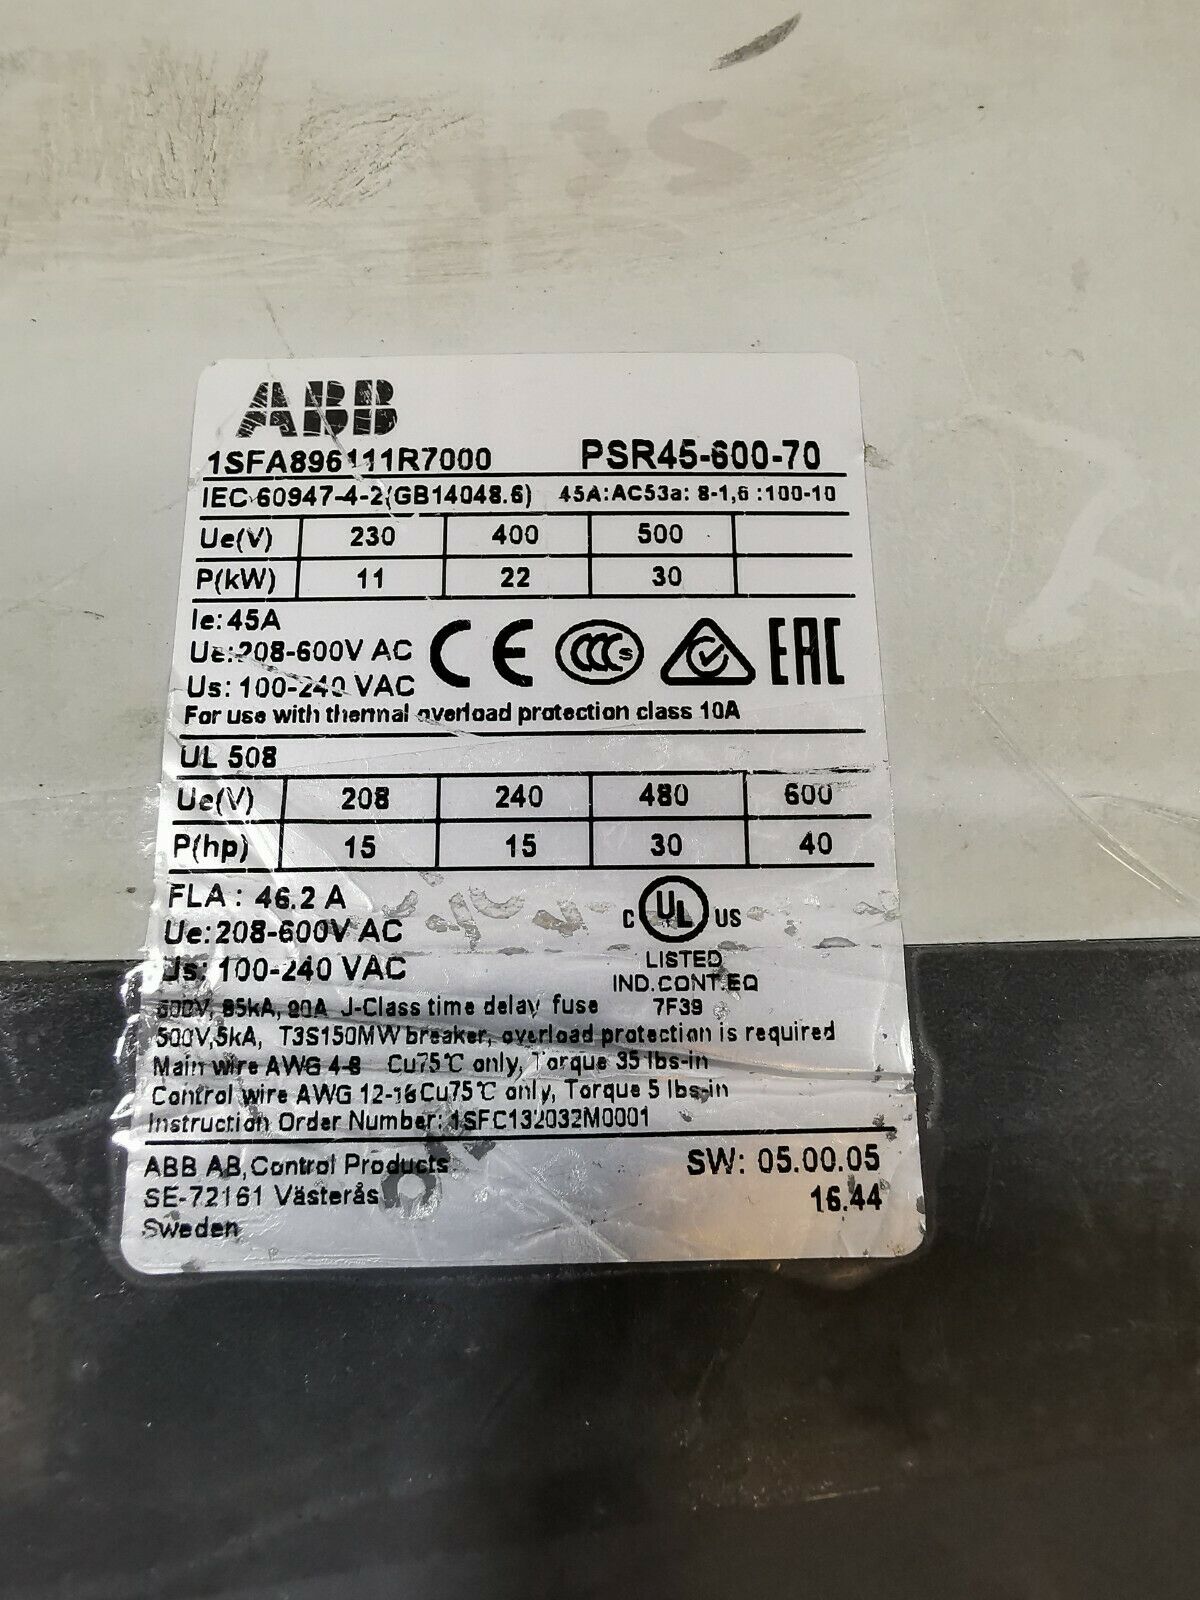 ABB
1SFA896111R7000 PSR45-600-70
IEC 60947-4-2(GB14048.6) 45A:AC53a: 8-1,6 :100-10
Ue(V) 230 400 500
P(kW) 11 22 30
Ie: 45A
Ue:208-600V AC
Us: 100-240 VAC
CE CCC S EAC
For use with thermal overload protection class 10A
UL 508
Ue(V) 208 240 480 600
P(hp) 15 15 30 40
FLA : 46.2 A
Ue:208-600V AC
Us: 100-240 VAC
C UL US
LISTED
IND.CONT.EQ
7F39
600V, 85kA, 90A J-Class time delay fuse
500V,5kA, T3S150MW breaker, overload protection is required
Main wire AWG 4-8 Cu75℃ only, Torque 35 lbs-in
Control wire AWG 12-16 Cu75℃ only, Torque 5 lbs-in
Instruction Order Number: 1SFC132032M0001
ABB AB, Control Products
SE-72161 Västerås
Sweden
SW: 05.00.05
16.44